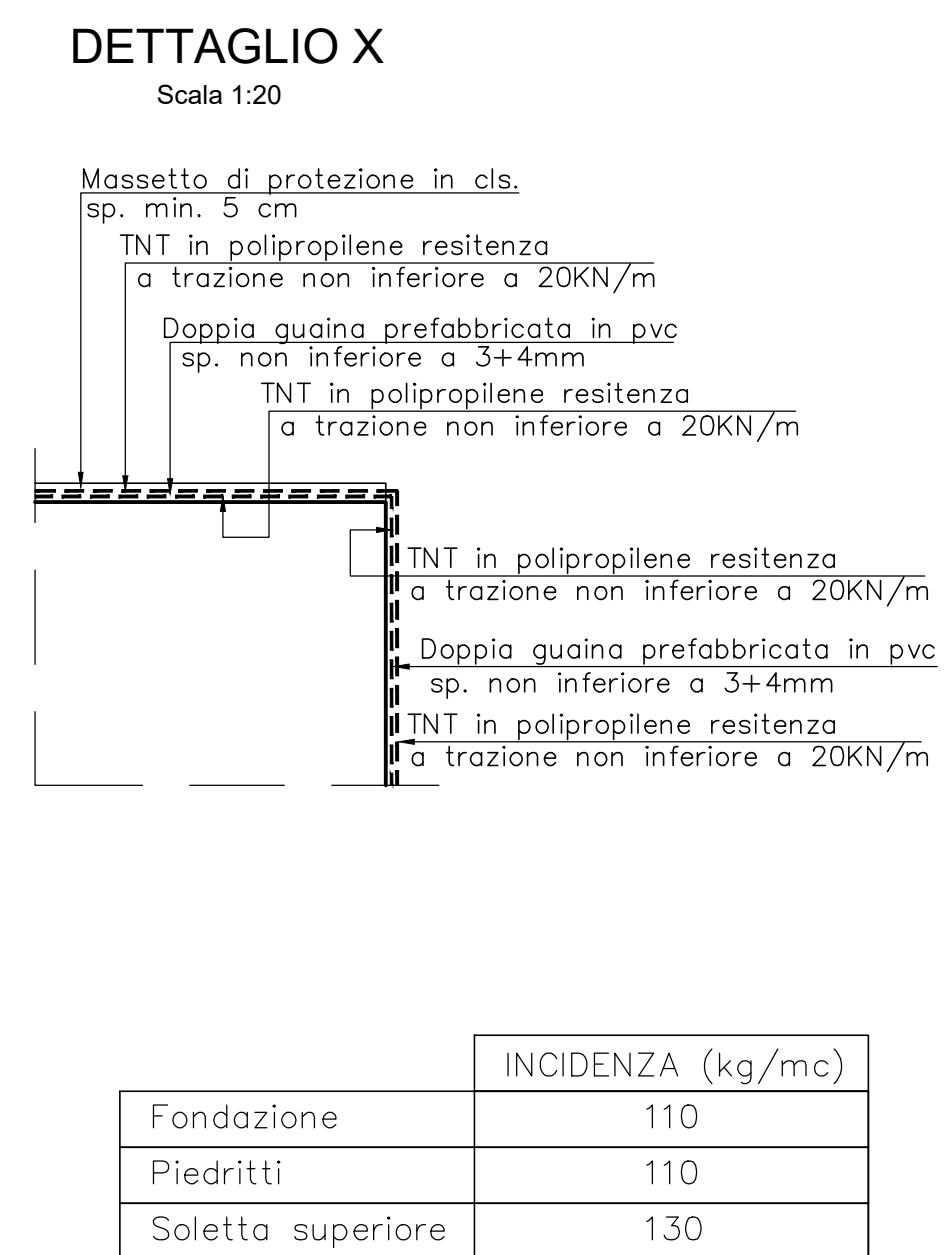 DETTAGLIO X
Scala 1:20
Massetto di protezione in cls.
sp. min. 5 cm
TNT in polipropilene resitenza
a trazione non inferiore a 20KN/m
Doppia guaina prefabbricata in pvc
sp. non inferiore a 3+4mm
TNT in polipropilene resitenza
a trazione non inferiore a 20KN/m
TNT in polipropilene resitenza
a trazione non inferiore a 20KN/m
Doppia guaina prefabbricata in pvc
sp. non inferiore a 3+4mm
TNT in polipropilene resitenza
a trazione non inferiore a 20KN/m
INCIDENZA (kg/mc)
Fondazione 110
Piedritti 110
Soletta superiore 130